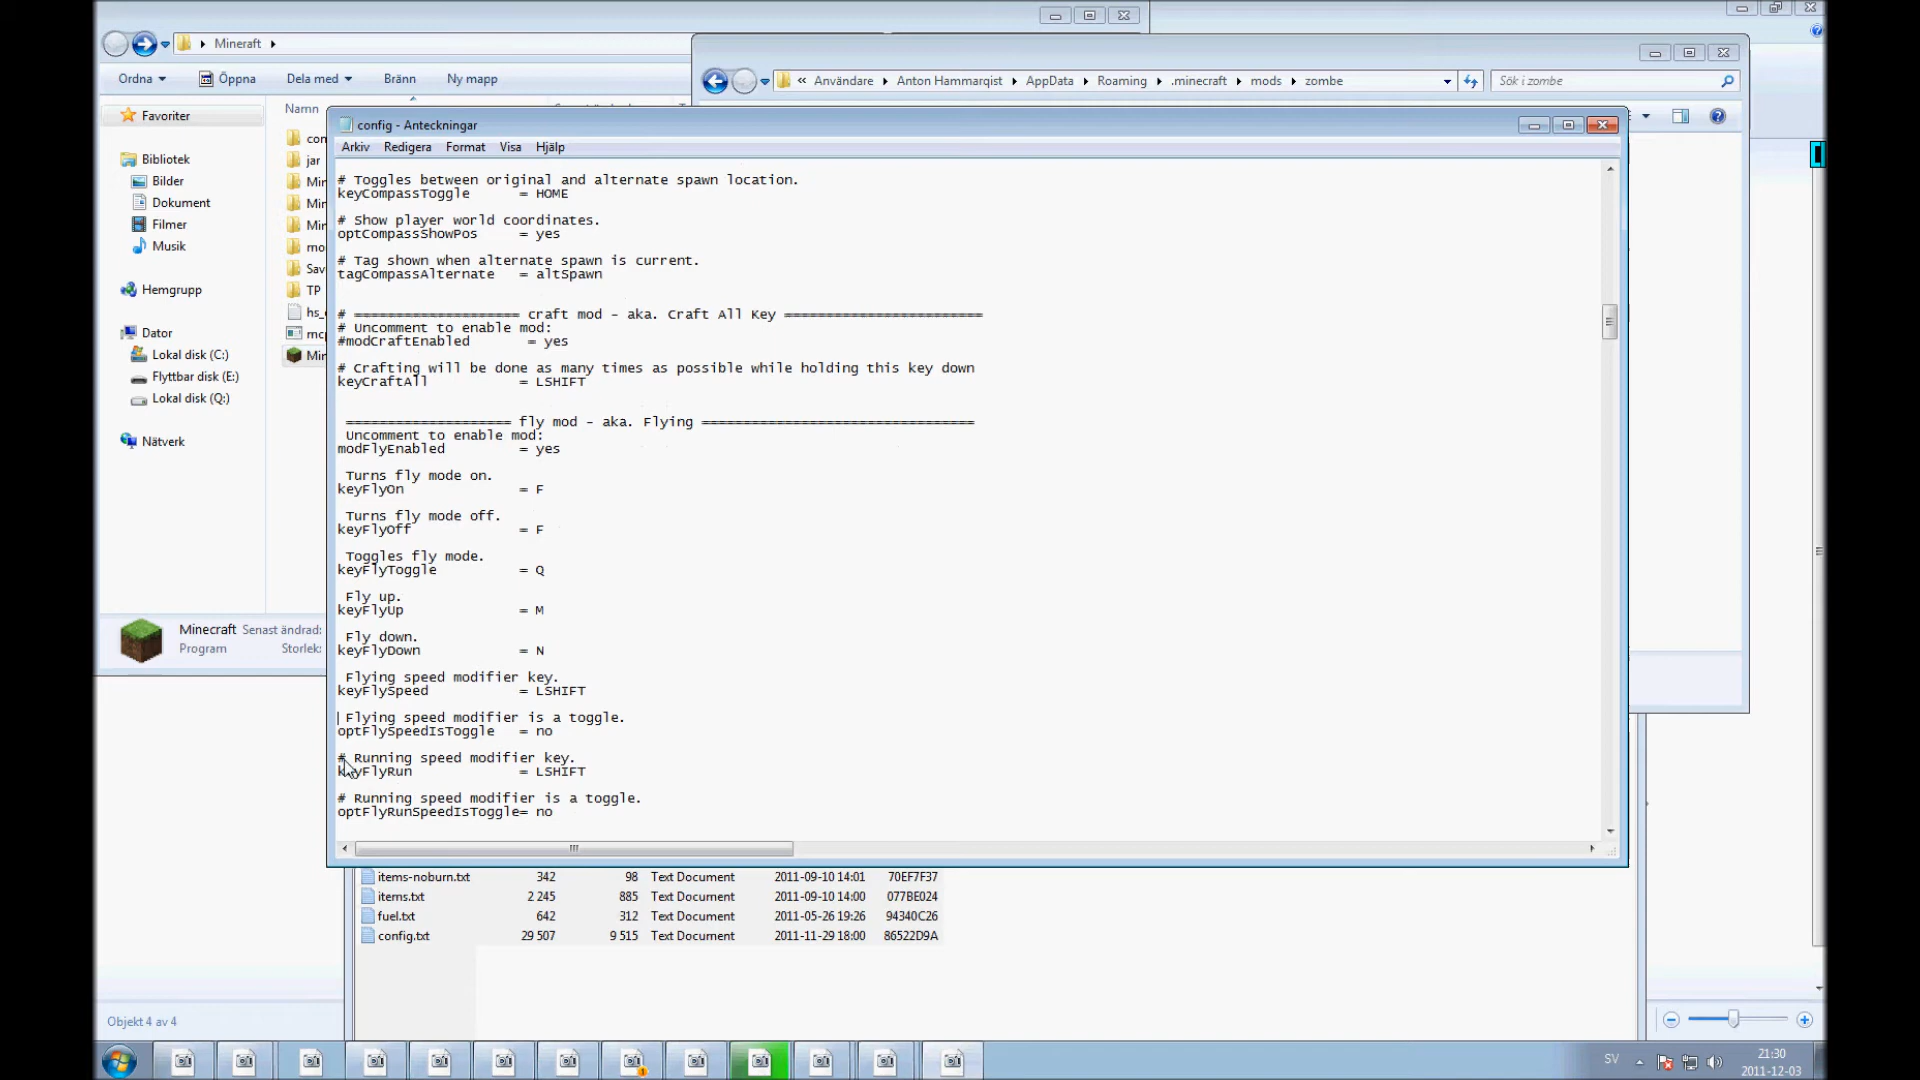 Mineraft
Ordna
Öppna
Dela med
Bränn
Ny mapp
Användare
Anton Hammarqist
AppData
Roaming
.minecraft
mods
zombe
Sök i zombe
Namn
Favoriter
Bibliotek
Bilder
Dokument
Filmer
Musik
Hemgrupp
Dator
Lokal disk (C:)
Flyttbar disk (E:)
Lokal disk (Q:)
Nätverk
jar
TP
config - Anteckningar
Arkiv
Redigera
Format
Visa
Hjälp
# Toggles between original and alternate spawn location.
keyCompassToggle = HOME
# Show player world coordinates.
optCompassShowPos = yes
# Tag shown when alternate spawn is current.
tagCompassAlternate = altSpawn
# ===================== craft mod - aka. Craft All Key ========================
# Uncomment to enable mod:
#modCraftEnabled = yes
# Crafting will be done as many times as possible while holding this key down
keyCraftAll = LSHIFT
==================== fly mod - aka. Flying =================================
Uncomment to enable mod:
modFlyEnabled = yes
Turns fly mode on.
keyFlyOn = F
Turns fly mode off.
keyFlyOff = F
Toggles fly mode.
keyFlyToggle = Q
Fly up.
keyFlyUp = M
Fly down.
keyFlyDown = N
Flying speed modifier key.
keyFlySpeed = LSHIFT
Flying speed modifier is a toggle.
optFlySpeedIsToggle = no
# Running speed modifier key.
keyFlyRun = LSHIFT
# Running speed modifier is a toggle.
optFlyRunSpeedIsToggle= no
Minecraft Senast ändrad:
Program Storlek:
items-noburn.txt 342 98 Text Document 2011-09-10 14:01 70EF7F37
items.txt 2 245 885 Text Document 2011-09-10 14:00 077BE024
fuel.txt 642 312 Text Document 2011-05-26 19:26 94340C26
config.txt 29 507 9 515 Text Document 2011-11-29 18:00 86522D9A
Objekt 4 av 4
SV
21:30
2011-12-03